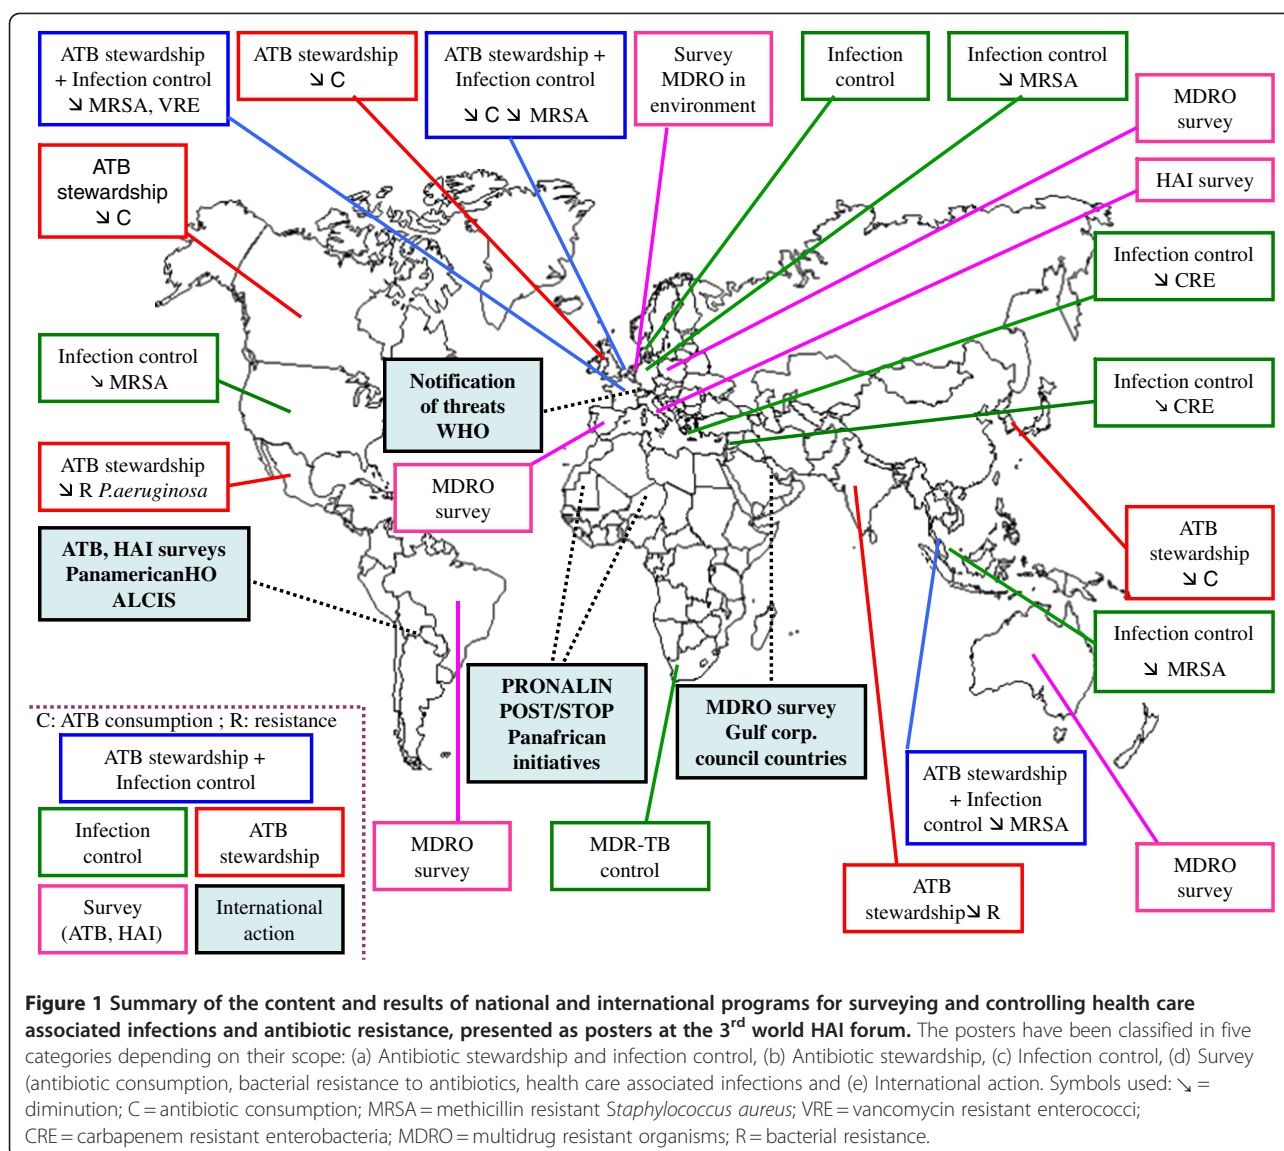 ATB stewardship
+ Infection control
↘ MRSA, VRE
ATB stewardship
↘ C
ATB stewardship +
Infection control
↘ C ↘ MRSA
Survey
MDRO in
environment
Infection
control
Infection control
↘ MRSA
MDRO
survey
HAI survey
ATB
stewardship
↘ C
Infection control
↘ CRE
Infection control
↘ MRSA
Notification
of threats
WHO
Infection control
↘ CRE
ATB stewardship
↘ R P.aeruginosa
MDRO
survey
ATB
stewardship
↘ C
ATB, HAI surveys
PanamericanHO
ALCIS
Infection control
↘ MRSA
PRONALIN
POST/STOP
Panafrican
initiatives
MDRO survey
Gulf corp.
council countries
ATB stewardship
+ Infection
control ↘ MRSA
MDRO
survey
MDR-TB
control
ATB
stewardship↘ R
MDRO
survey
C: ATB consumption ; R: resistance
ATB stewardship +
Infection control
Infection
control
ATB
stewardship
Survey
(ATB, HAI)
International
action
Figure 1 Summary of the content and results of national and international programs for surveying and controlling health care
associated infections and antibiotic resistance, presented as posters at the 3rd world HAI forum. The posters have been classified in five
categories depending on their scope: (a) Antibiotic stewardship and infection control, (b) Antibiotic stewardship, (c) Infection control, (d) Survey
(antibiotic consumption, bacterial resistance to antibiotics, health care associated infections and (e) International action. Symbols used: ↘ =
diminution; C = antibiotic consumption; MRSA = methicillin resistant Staphylococcus aureus; VRE = vancomycin resistant enterococci;
CRE = carbapenem resistant enterobacteria; MDRO = multidrug resistant organisms; R = bacterial resistance.